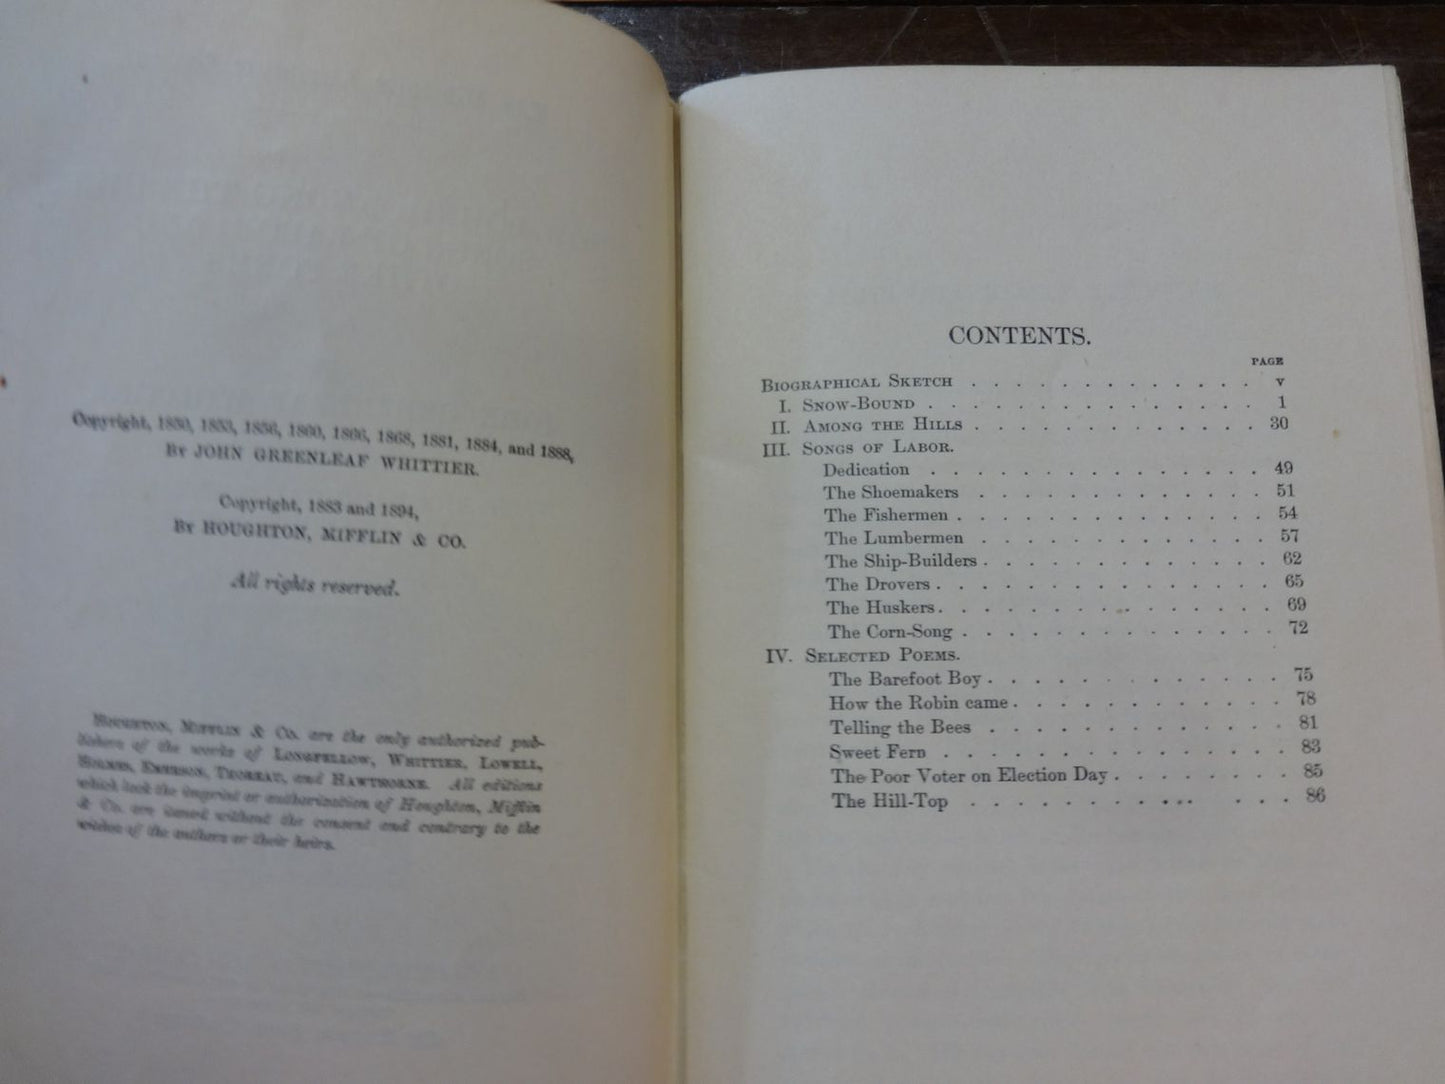 Copyright, 1850, 1853, 1856, 1860, 1866, 1868, 1881, 1884, and 1888,
By JOHN GREENLEAF WHITTIER.
Copyright, 1883 and 1894,
By HOUGHTON, MIFFLIN & CO.
All rights reserved.
Houghton, Mifflin & Co. are the only authorized pub-
lishers of the works of Longfellow, Whittier, Lowell,
Holmes, Emerson, Thoreau, and Hawthorne. All editions
which lack the imprint or authorization of Houghton, Mifflin
& Co. are issued without the consent and contrary to the
wishes of the authors or their heirs.
CONTENTS.
PAGE
Biographical Sketch . . . . . . . . . . . . . v
I. Snow-Bound . . . . . . . . . . . . . . . 1
II. Among the Hills . . . . . . . . . . . . . 30
III. Songs of Labor.
Dedication . . . . . . . . . . . . . . . 49
The Shoemakers . . . . . . . . . . . . . 51
The Fishermen . . . . . . . . . . . . . . 54
The Lumbermen . . . . . . . . . . . . . 57
The Ship-Builders . . . . . . . . . . . . . 62
The Drovers . . . . . . . . . . . . . . . 65
The Huskers . . . . . . . . . . . . . . . 69
The Corn-Song . . . . . . . . . . . . . . 72
IV. Selected Poems.
The Barefoot Boy . . . . . . . . . . . . . 75
How the Robin came . . . . . . . . . . . . 78
Telling the Bees . . . . . . . . . . . . . . 81
Sweet Fern . . . . . . . . . . . . . . . 83
The Poor Voter on Election Day . . . . . . . . 85
The Hill-Top . . . . . . . . . . . . . . 86